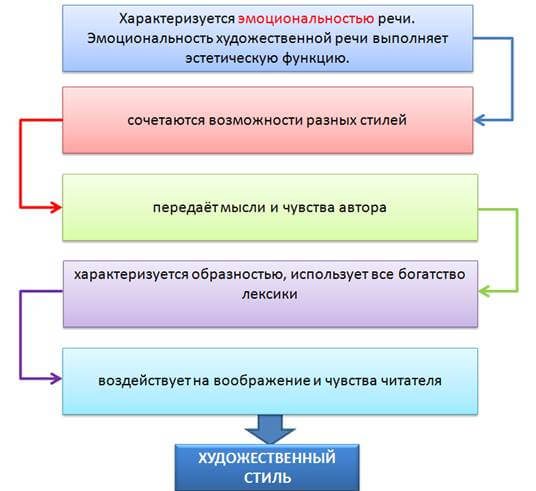 Характеризуется эмоциональностью речи.
Эмоциональность художественной речи выполняет
эстетическую функцию.
сочетаются возможности разных стилей
передаёт мысли и чувства автора
характеризуется образностью, использует все богатство
лексики
воздействует на воображение и чувства читателя
ХУДОЖЕСТВЕННЫЙ
СТИЛЬ